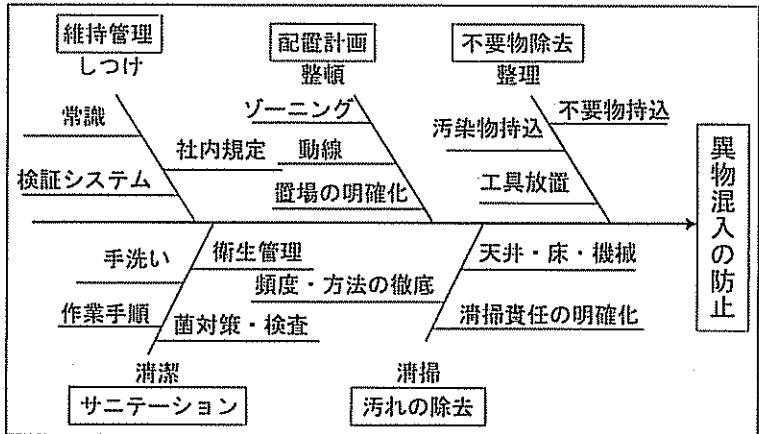 維持管理
しつけ
配置計画
整頓
不要物除去
整理
常識
社内規定
検証システム
ゾーニング
動線
置場の明確化
不要物持込
汚染物持込
工具放置
異物混入の防止
手洗い
衛生管理
作業手順
菌対策・検査
頻度・方法の徹底
天井・床・機械
清掃責任の明確化
清潔
サニテーション
清掃
汚れの除去